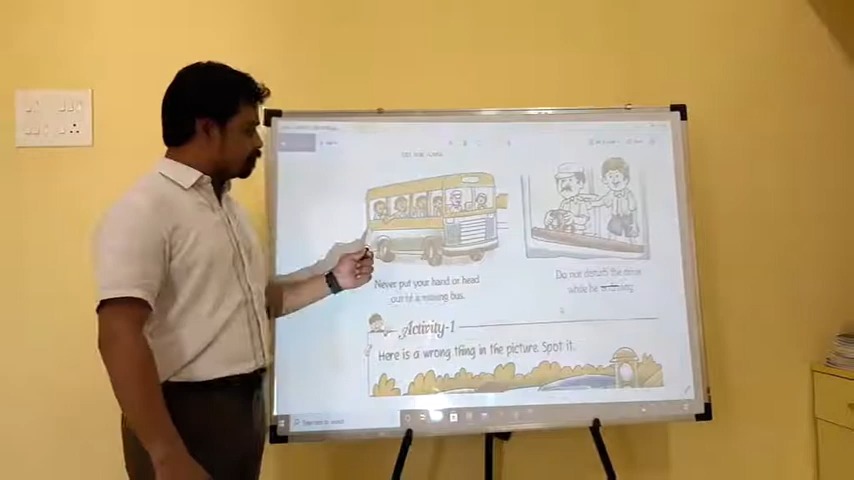 Never put your hand or head
out of a moving bus.
Do not disturb the driver
while he is driving.
Activity-1
Here is a wrong thing in the picture. Spot it.